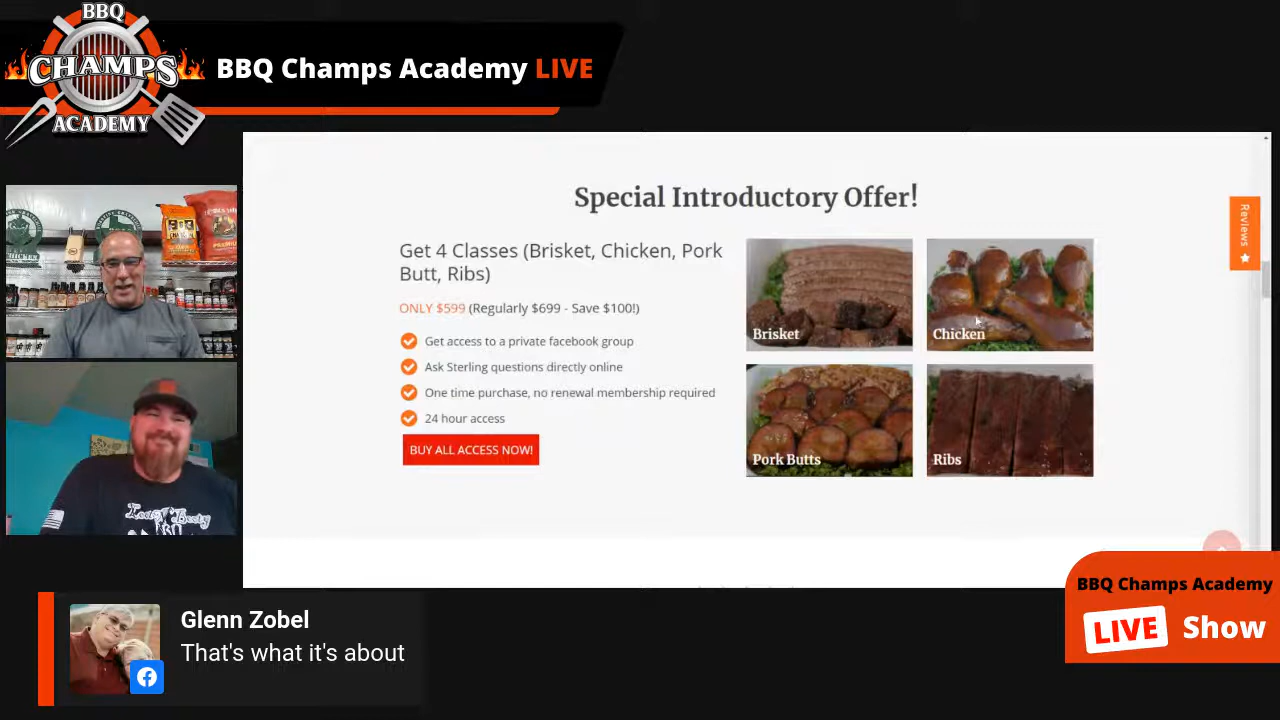 BBQ
CHAMPS
ACADEMY
BBQ Champs Academy LIVE
Special Introductory Offer!
Get 4 Classes (Brisket, Chicken, Pork
Butt, Ribs)
ONLY $599 (Regularly $699 - Save $100!)
Get access to a private facebook group
Ask Sterling questions directly online
One time purchase, no renewal membership required
24 hour access
BUY ALL ACCESS NOW!
Brisket
Chicken
Pork Butts
Ribs
Reviews
Glenn Zobel
That's what it's about
BBQ Champs Academy
LIVE Show